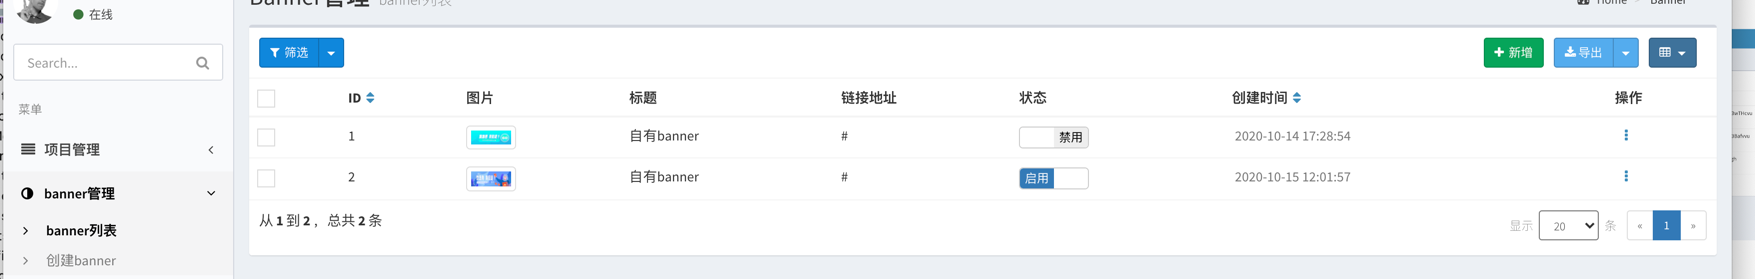 Banner管理 banner列表
Home Banner
在线
Search...
菜单
项目管理
banner管理
banner列表
创建banner
筛选
新增 导出
ID 图片 标题 链接地址 状态 创建时间 操作
1 自有banner # 禁用 2020-10-14 17:28:54
2 自有banner # 启用 2020-10-15 12:01:57
从 1 到 2 ，总共 2 条
显示 20 条 « 1 »